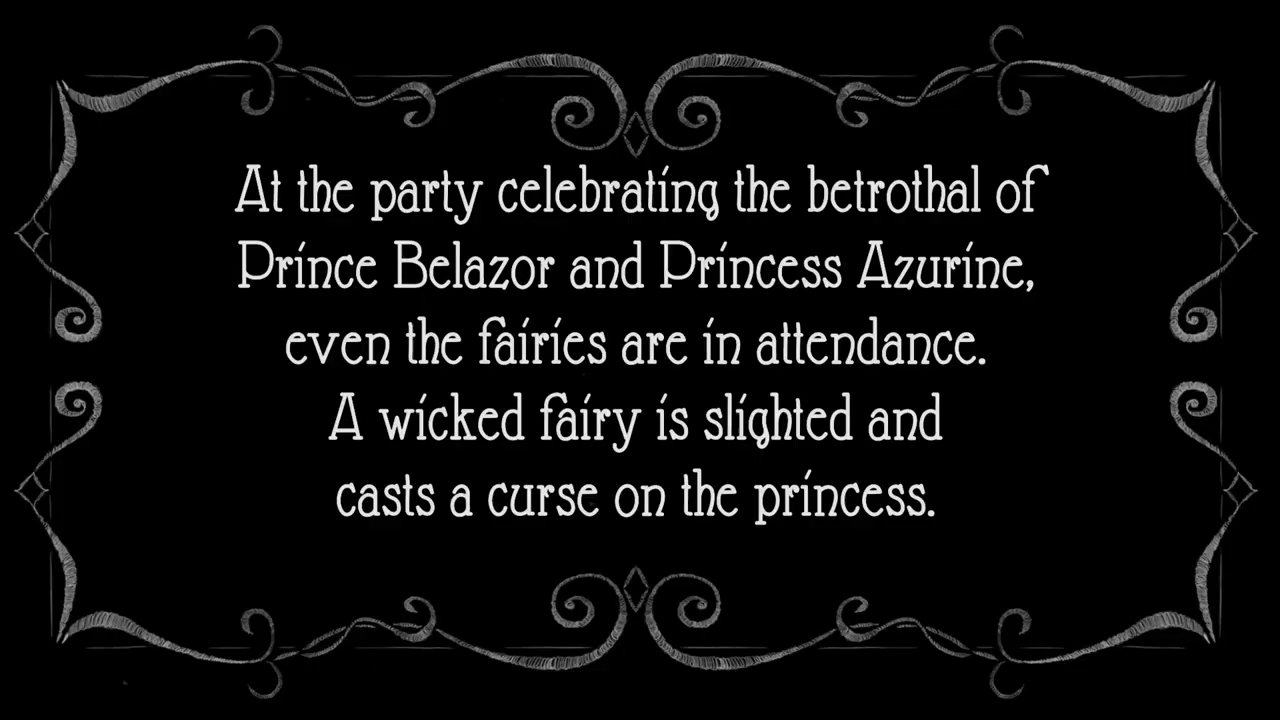 At the party celebrating the betrothal of
Prince Belazor and Princess Azurine,
even the fairies are in attendance.
A wicked fairy is slighted and
casts a curse on the princess.